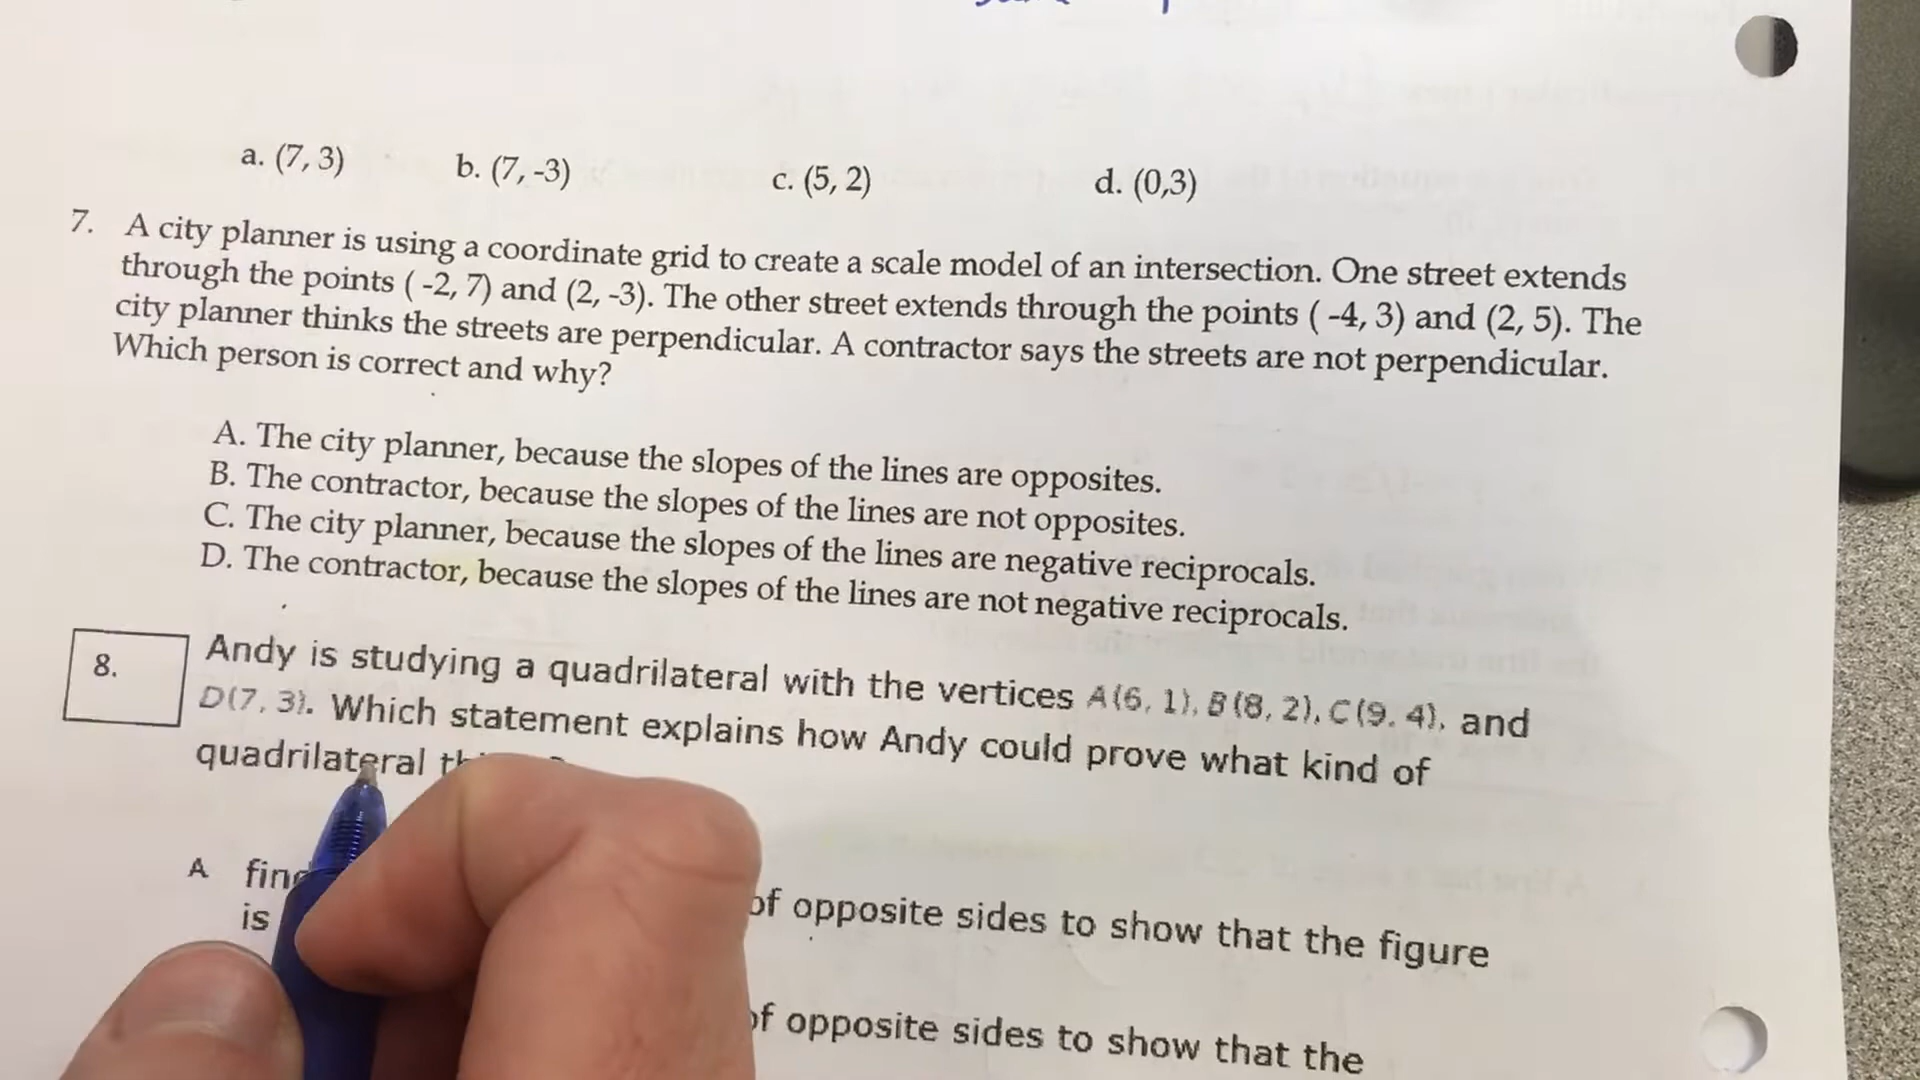 a. (7, 3) b. (7, -3) c. (5, 2) d. (0,3)
7. A city planner is using a coordinate grid to create a scale model of an intersection. One street extends
through the points ( -2, 7) and (2, -3). The other street extends through the points ( -4, 3) and (2, 5). The
city planner thinks the streets are perpendicular. A contractor says the streets are not perpendicular.
Which person is correct and why?
A. The city planner, because the slopes of the lines are opposites.
B. The contractor, because the slopes of the lines are not opposites.
C. The city planner, because the slopes of the lines are negative reciprocals.
D. The contractor, because the slopes of the lines are not negative reciprocals.
8. Andy is studying a quadrilateral with the vertices A(6, 1), B(8, 2), C(9, 4), and
D(7, 3). Which statement explains how Andy could prove what kind of
quadrilateral
A of opposite sides to show that the figure
is
of opposite sides to show that the